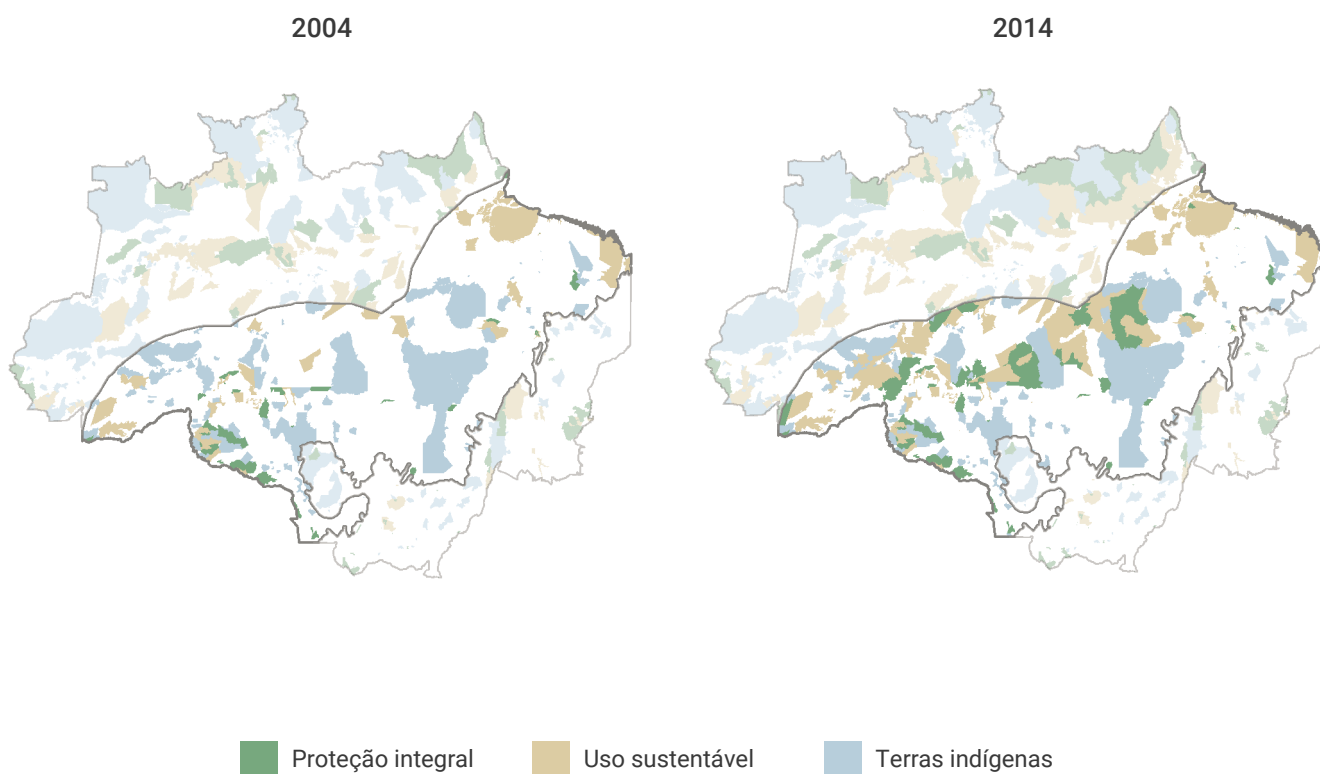 2004
2014
Proteção integral
Uso sustentável
Terras indígenas